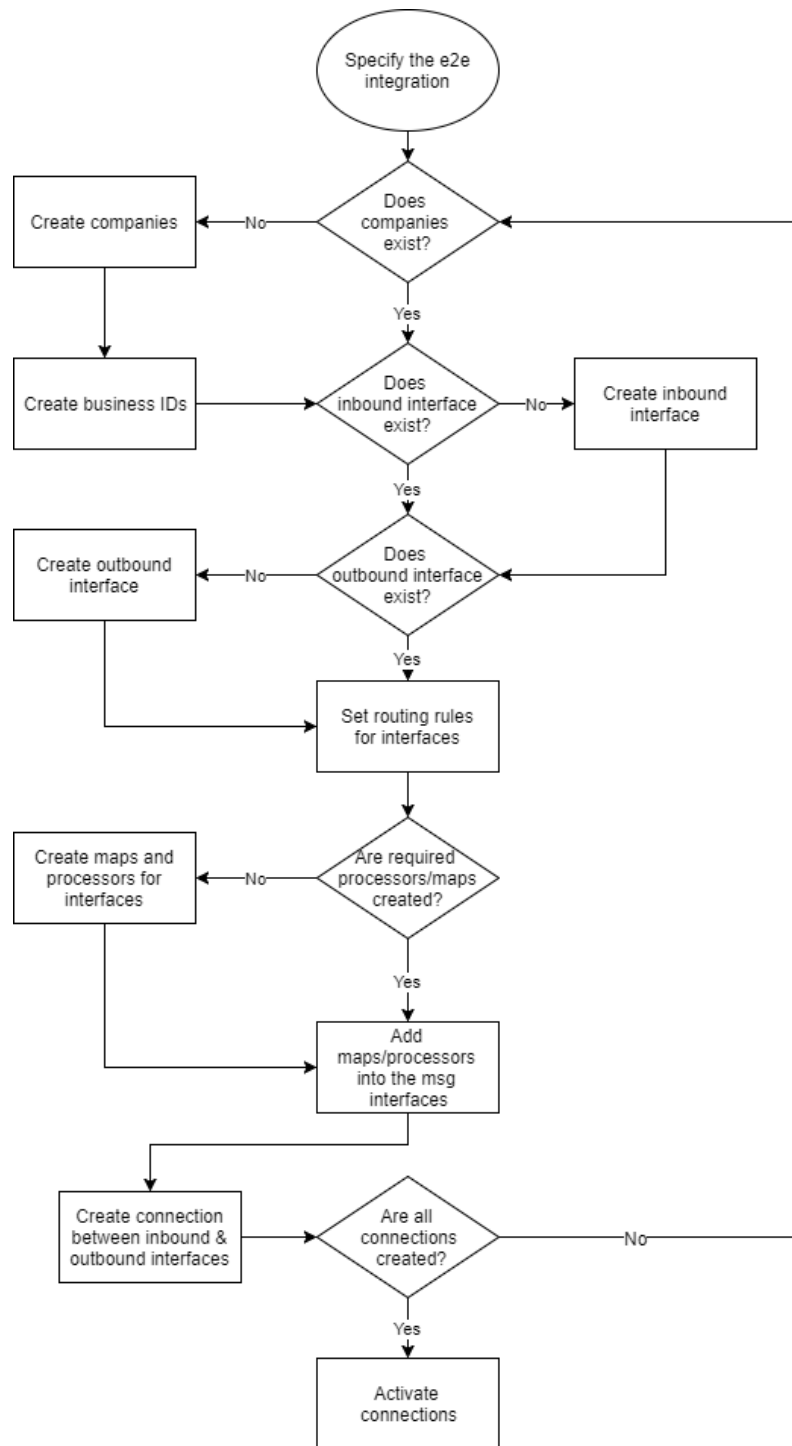 Specify the e2e
integration
Does
companies
exist?
No
Create companies
Yes
Create business IDs
Does
inbound interface
exist?
No
Create inbound
interface
Yes
Create outbound
interface
No
Does
outbound interface
exist?
Yes
Set routing rules
for interfaces
Create maps and
processors for
interfaces
No
Are required
processors/maps
created?
Yes
Add
maps/processors
into the msg
interfaces
Create connection
between inbound &
outbound interfaces
Are all
connections
created?
No
Yes
Activate
connections